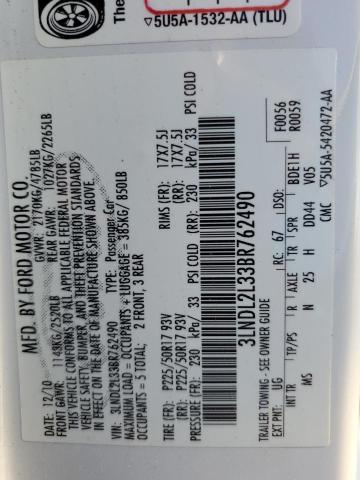 The
▽5U5A-1532-AA (TLU)
MFD. BY FORD MOTOR CO.
12/10 GVWR: 2170KG/4785LB
FRONT GAWR: 1143KG/2520LB REAR GAWR: 1027KG/2265LB
THIS VEHICLE CONFORMS TO ALL APPLICABLE FEDERAL MOTOR
VEHICLE SAFETY, BUMPER, AND THEFT PREVENTION STANDARDS
IN EFFECT ON THE DATE OF MANUFACTURE SHOWN ABOVE.
VIN: 3LNDL2L33BR762490 TYPE: Passenger Car
MAXIMUM LOAD = OCCUPANTS + LUGGAGE = 385KG/ 850LB
OCCUPANTS = 5 TOTAL; 2 FRONT, 3 REAR
TIRE (FR): P225/50R17 93V RIMS (FR): 17X7.5J
TIRE (RR): P225/50R17 93V RIMS (RR): 17X7.5J
PRESSURE (FR): 230 kPa/ 33 PSI COLD (RR): 230 kPa/ 33 PSI COLD
3LNDL2L33BR762490
TRAILER TOWING - SEE OWNER GUIDE F0056
R0059
EXT PNT: UG RC: 67 DSO:
INT TR TP/PS R AXLE TR SPR BDE1H
MS N 25 H DD44 V05
CMC ▽5U5A-5420472-AA